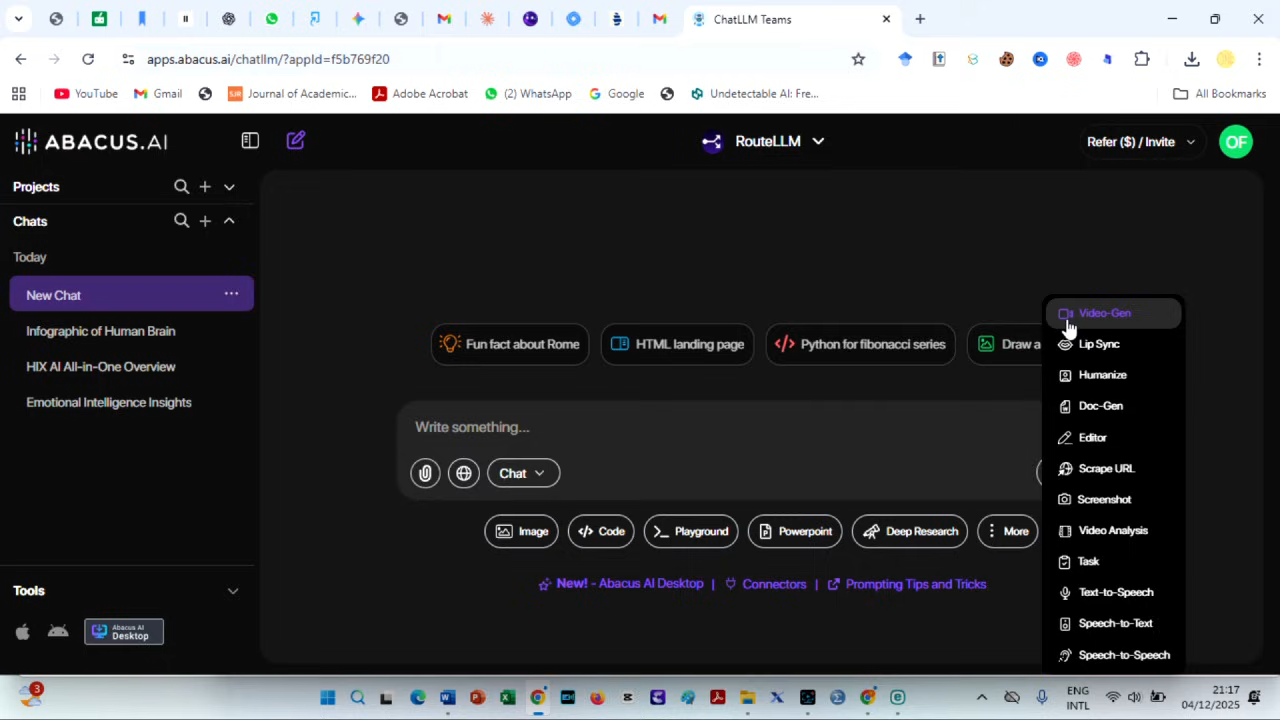 ChatLLM Teams
apps.abacus.ai/chatllm/?appId=f5b769f20
YouTube
Gmail
SJR
Journal of Academic...
Adobe Acrobat
(2) WhatsApp
Google
Undetectable AI: Fre...
All Bookmarks
ABACUS.AI
RouteLLM
Refer ($) / Invite
OF
Projects
Chats
Today
New Chat
Infographic of Human Brain
HIX AI All-in-One Overview
Emotional Intelligence Insights
Fun fact about Rome
HTML landing page
Python for fibonacci series
Draw a
Write something...
Chat
Image
Code
Playground
Powerpoint
Deep Research
More
New! - Abacus AI Desktop | Connectors | Prompting Tips and Tricks
Video-Gen
Lip Sync
Humanize
Doc-Gen
Editor
Scrape URL
Screenshot
Video Analysis
Task
Text-to-Speech
Speech-to-Text
Speech-to-Speech
Tools
Abacus AI
Desktop
3
ENG
INTL
21:17
04/12/2025